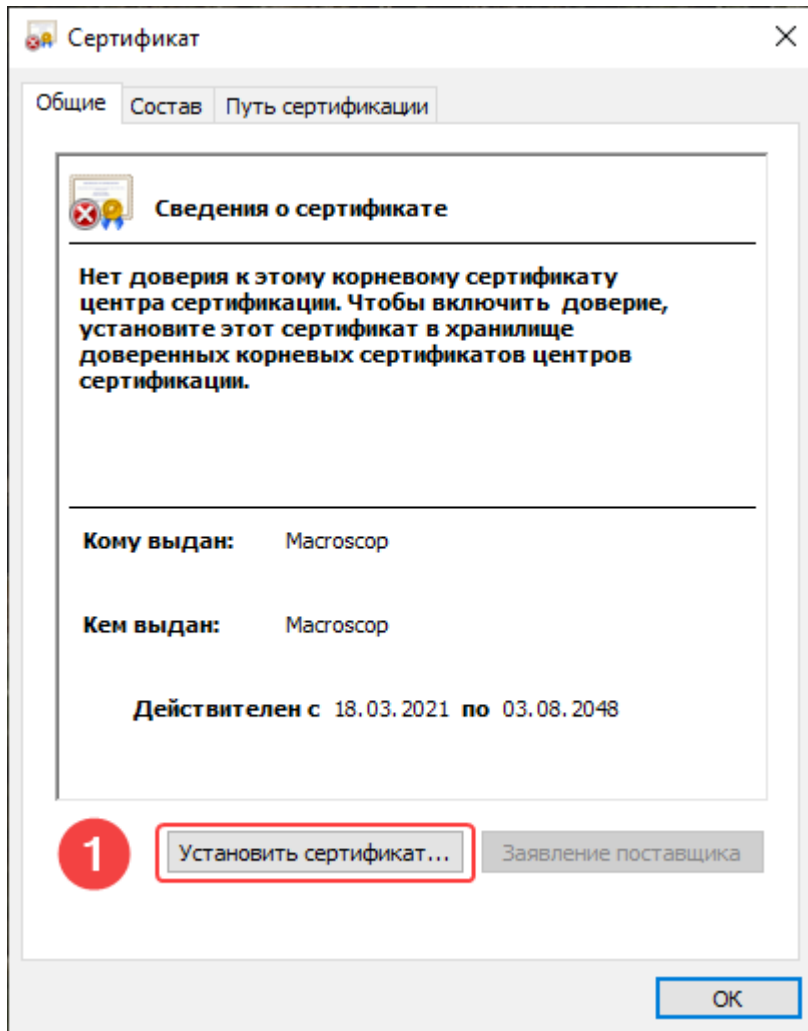 Сертификат
Общие Состав Путь сертификации
Сведения о сертификате
Нет доверия к этому корневому сертификату
центра сертификации. Чтобы включить доверие,
установите этот сертификат в хранилище
доверенных корневых сертификатов центров
сертификации.
Кому выдан: Macroscop
Кем выдан: Macroscop
Действителен с 18.03.2021 по 03.08.2048
1 Установить сертификат... Заявление поставщика
ОК